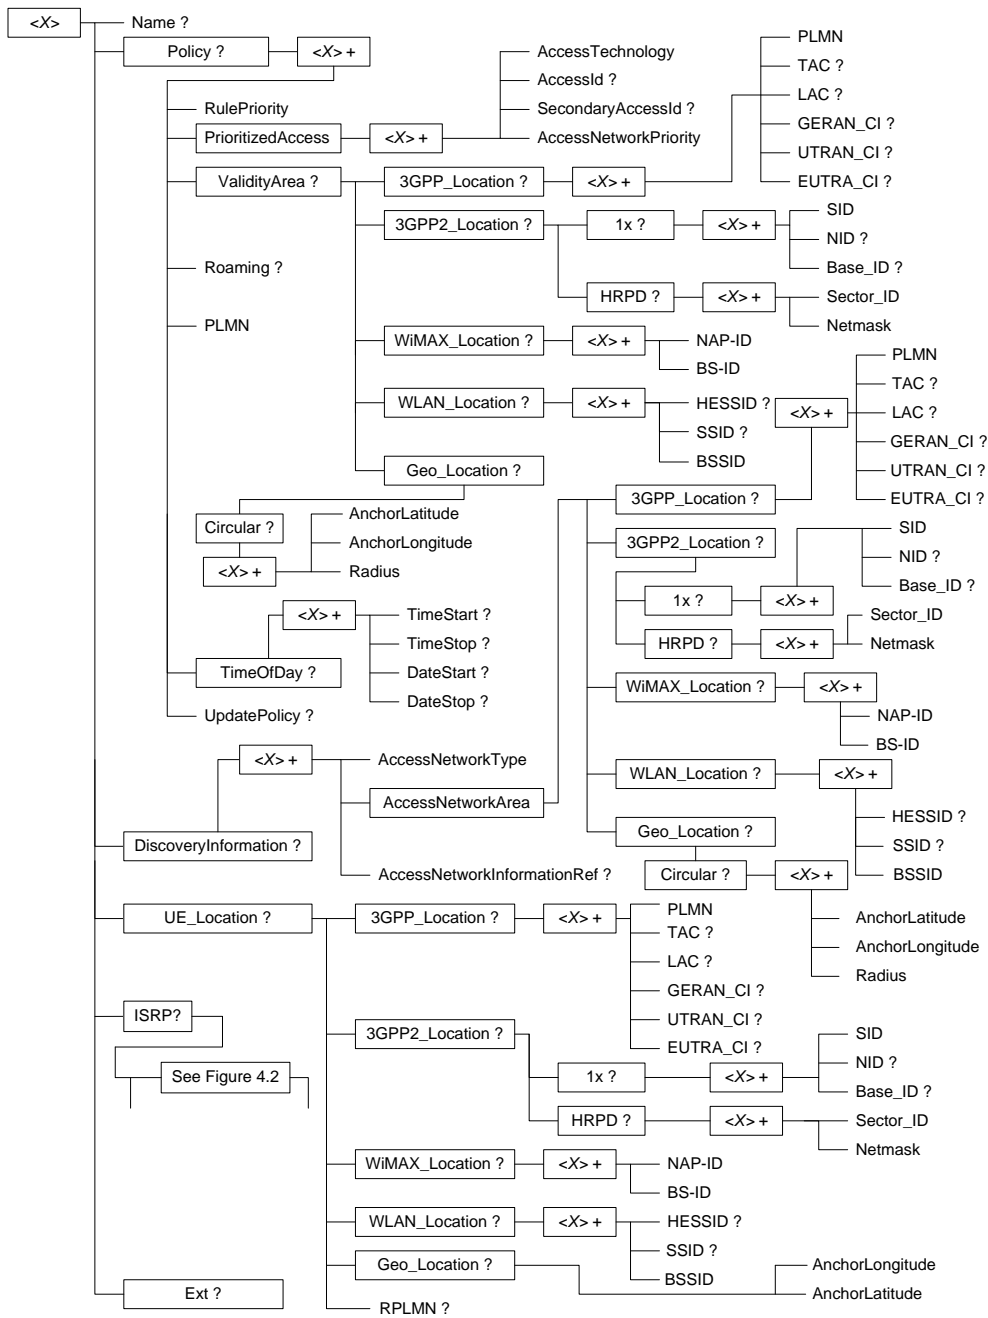 <X>
Name ?
Policy ?
<X> +
RulePriority
PrioritizedAccess
<X> +
AccessTechnology
AccessId ?
SecondaryAccessId ?
AccessNetworkPriority
ValidityArea ?
3GPP_Location ?
<X> +
PLMN
TAC ?
LAC ?
GERAN_CI ?
UTRAN_CI ?
EUTRA_CI ?
3GPP2_Location ?
1x ?
<X> +
SID
NID ?
Base_ID ?
HRPD ?
<X> +
Sector_ID
Netmask
WiMAX_Location ?
<X> +
NAP-ID
BS-ID
WLAN_Location ?
<X> +
HESSID ?
SSID ?
BSSID
Geo_Location ?
Circular ?
<X> +
AnchorLatitude
AnchorLongitude
Radius
Roaming ?
PLMN
TimeOfDay ?
<X> +
TimeStart ?
TimeStop ?
DateStart ?
DateStop ?
UpdatePolicy ?
DiscoveryInformation ?
<X> +
AccessNetworkType
AccessNetworkArea
3GPP_Location ?
<X> +
PLMN
TAC ?
LAC ?
GERAN_CI ?
UTRAN_CI ?
EUTRA_CI ?
3GPP2_Location ?
1x ?
<X> +
SID
NID ?
Base_ID ?
HRPD ?
<X> +
Sector_ID
Netmask
WiMAX_Location ?
<X> +
NAP-ID
BS-ID
WLAN_Location ?
<X> +
HESSID ?
SSID ?
BSSID
Geo_Location ?
Circular ?
<X> +
AnchorLatitude
AnchorLongitude
Radius
AccessNetworkInformationRef ?
UE_Location ?
3GPP_Location ?
<X> +
PLMN
TAC ?
LAC ?
GERAN_CI ?
UTRAN_CI ?
EUTRA_CI ?
3GPP2_Location ?
1x ?
<X> +
SID
NID ?
Base_ID ?
HRPD ?
<X> +
Sector_ID
Netmask
WiMAX_Location ?
<X> +
NAP-ID
BS-ID
WLAN_Location ?
<X> +
HESSID ?
SSID ?
BSSID
Geo_Location ?
AnchorLongitude
AnchorLatitude
RPLMN ?
ISRP?
See Figure 4.2
Ext ?